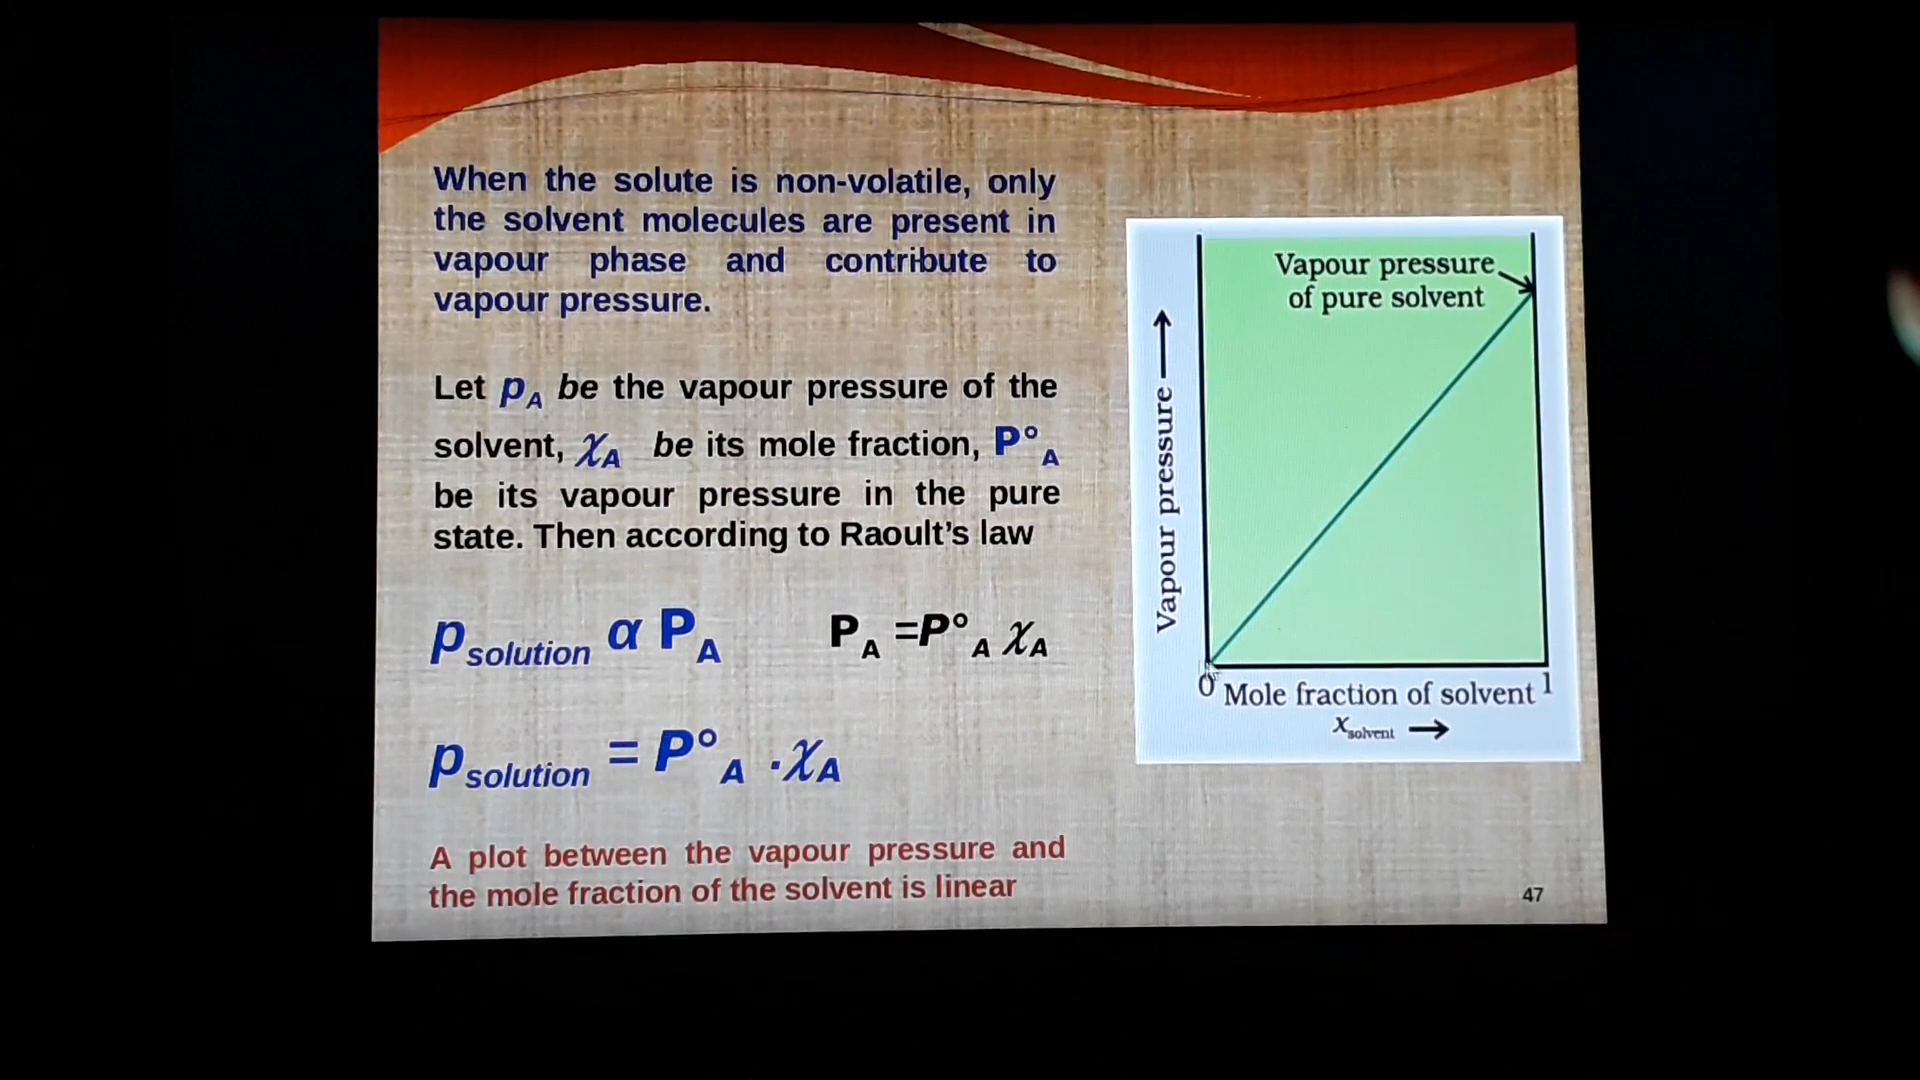 When the solute is non-volatile, only
the solvent molecules are present in
vapour phase and contribute to
vapour pressure.
Let pA be the vapour pressure of the
solvent, χA be its mole fraction, P°A
be its vapour pressure in the pure
state. Then according to Raoult’s law
psolution α PA
PA =P°A χA
psolution = P°A .χA
A plot between the vapour pressure and
the mole fraction of the solvent is linear
Vapour pressure
of pure solvent
Vapour pressure
0 Mole fraction of solvent 1
xsolvent
47